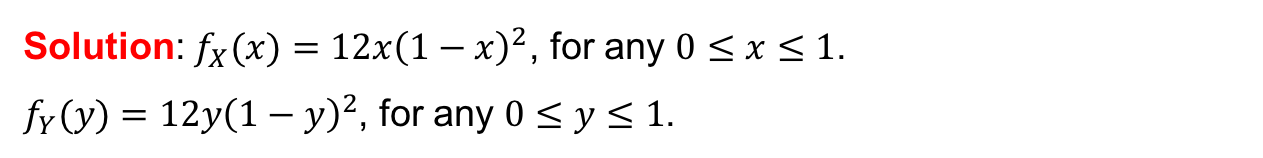 Solution: f_X(x) = 12x(1 − x)², for any 0 ≤ x ≤ 1.
f_Y(y) = 12y(1 − y)², for any 0 ≤ y ≤ 1.